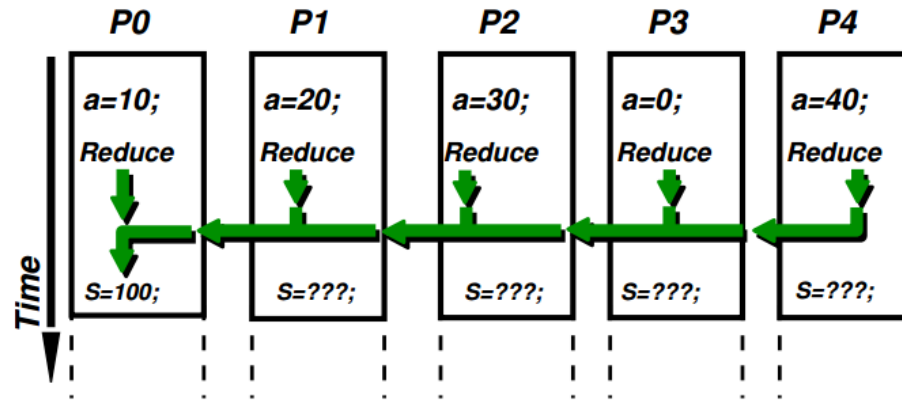 P0 P1 P2 P3 P4
a=10; a=20; a=30; a=0; a=40;
Reduce Reduce Reduce Reduce Reduce
S=100; S=???; S=???; S=???; S=???;
Time